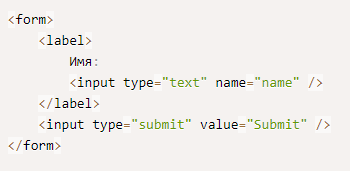 <form>
    <label>
        Имя:
        <input type="text" name="name" />
    </label>
    <input type="submit" value="Submit" />
</form>